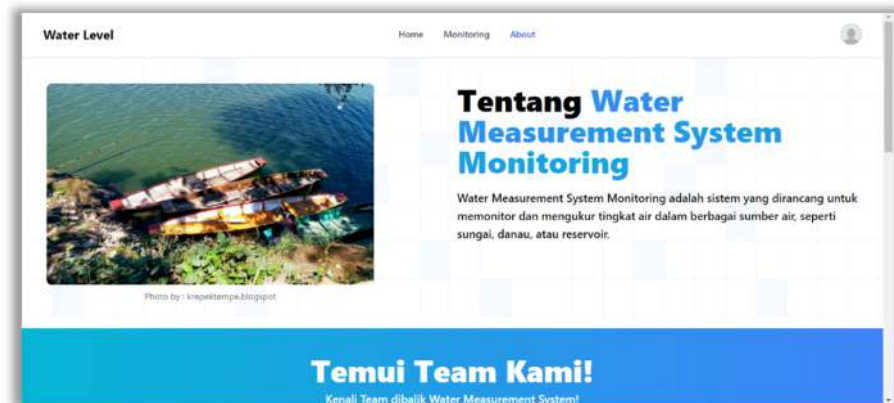 Water Level
Home Monitoring About
Tentang Water
Measurement System
Monitoring
Water Measurement System Monitoring adalah sistem yang dirancang untuk
memonitor dan mengukur tingkat air dalam berbagai sumber air, seperti
sungai, danau, atau reservoir.
Photo by : krepektempe.blogspot
Temui Team Kami!
Kenali Team dibalik Water Measurement System!